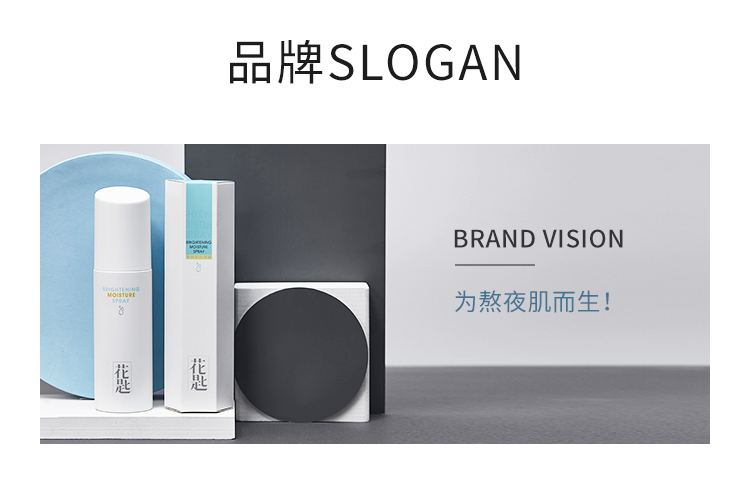 品牌SLOGAN
BRAND VISION
为熬夜肌而生!
BRIGHTENING
MOISTURE
SPRAY
花匙
BRIGHTENING
MOISTURE
SPRAY
花匙